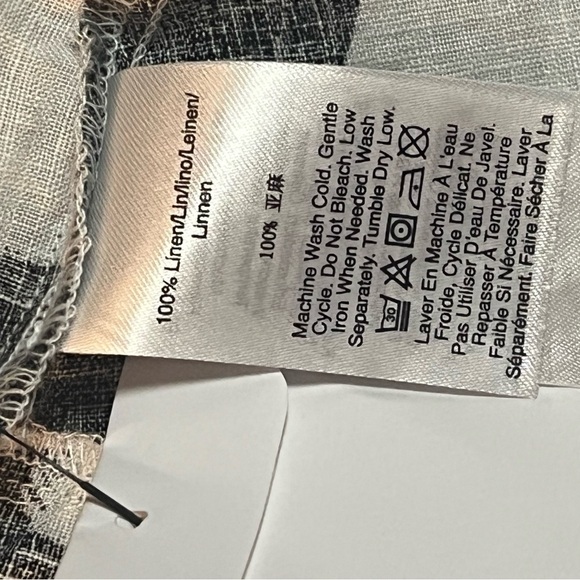 100% Linen/Lin/lino/Leinen/
Linnen
100% 亚麻
Machine Wash Cold. Gentle
Cycle. Do Not Bleach. Low
Iron When Needed. Wash
Separately. Tumble Dry Low.
30
Laver En Machine À L'eau
Froide, Cycle Délicat. Ne
Pas Utiliser D'eau De Javel.
Repasser À Température
Faible Si Nécessaire. Laver
Séparément. Faire Sécher À La